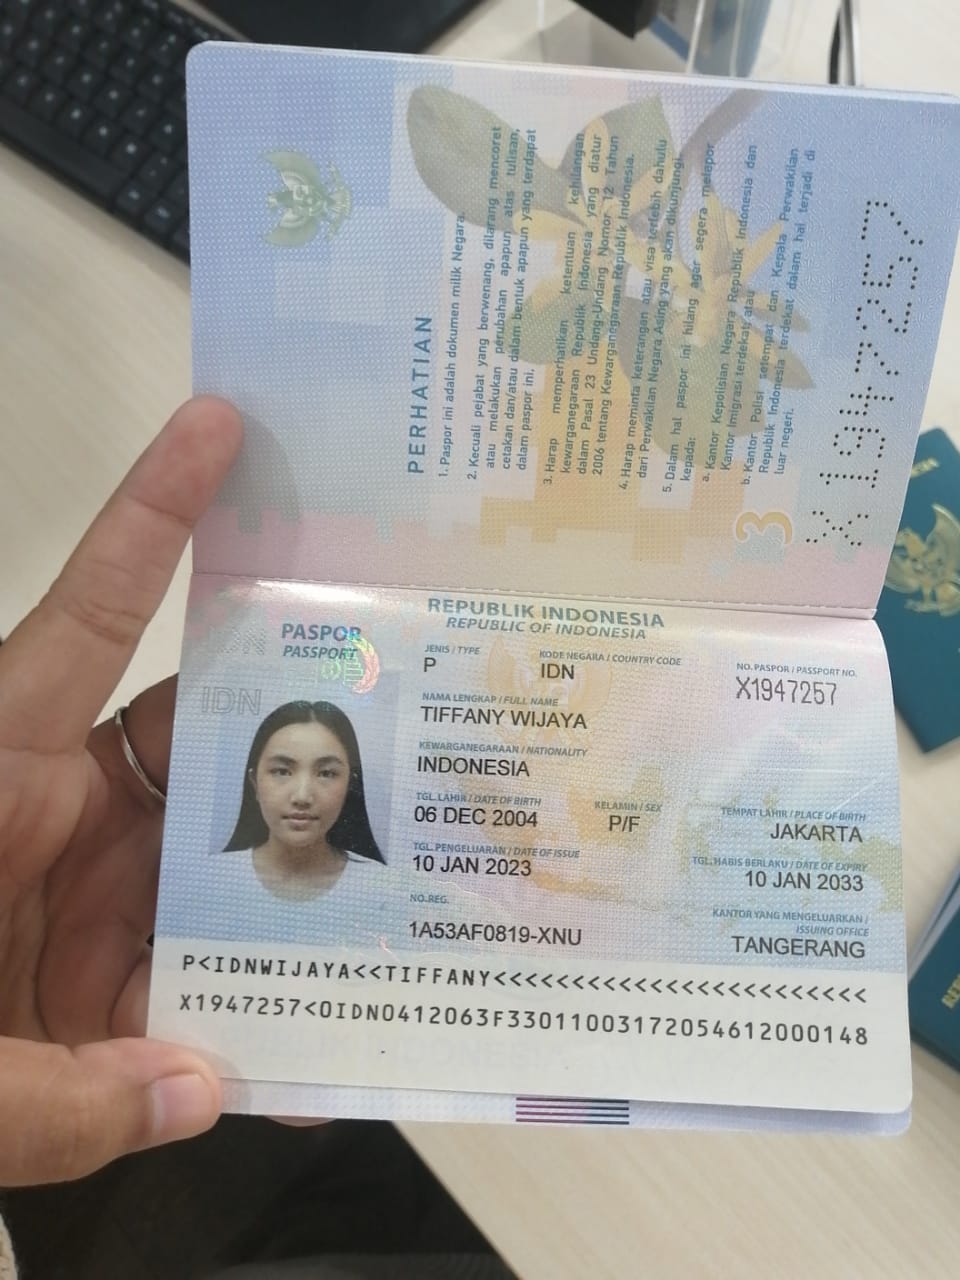 PERHATIAN
1. Paspor ini adalah dokumen milik Negara.
2. Kecuali pejabat yang berwenang, dilarang mencoret
atau melakukan perubahan apapun atas tulisan,
cetakan dan/atau dalam bentuk apapun yang terdapat
dalam paspor ini.
3. Harap memperhatikan ketentuan kehilangan
kewarganegaraan Republik Indonesia yang diatur
dalam Pasal 23 Undang-Undang Nomor 12 Tahun
2006 tentang Kewarganegaraan Republik Indonesia.
4. Harap meminta keterangan atau visa terlebih dahulu
dari Perwakilan Negara Asing yang akan dikunjungi.
5. Dalam hal paspor ini hilang agar segera melapor
kepada:
a. Kantor Kepolisian Negara Republik Indonesia dan
Kantor Imigrasi terdekat; atau
b. Kantor Polisi setempat dan Kepala Perwakilan
Republik Indonesia terdekat dalam hal terjadi di
luar negeri.
3
X1947257
REPUBLIK INDONESIA
REPUBLIC OF INDONESIA
PASPOR
PASSPORT
IDN
JENIS / TYPE
P
KODE NEGARA / COUNTRY CODE
IDN
NO. PASPOR / PASSPORT NO.
X1947257
NAMA LENGKAP / FULL NAME
TIFFANY WIJAYA
KEWARGANEGARAAN / NATIONALITY
INDONESIA
TGL. LAHIR / DATE OF BIRTH
06 DEC 2004
KELAMIN / SEX
P/F
TEMPAT LAHIR / PLACE OF BIRTH
JAKARTA
TGL. PENGELUARAN / DATE OF ISSUE
10 JAN 2023
TGL. HABIS BERLAKU / DATE OF EXPIRY
10 JAN 2033
NO. REG.
1A53AF0819-XNU
KANTOR YANG MENGELUARKAN /
ISSUING OFFICE
TANGERANG
P<IDNWIJAYA<<TIFFANY<<<<<<<<<<<<<<<<<<<<<<<<
X1947257<0IDN0412063F3301100317205461200014​8